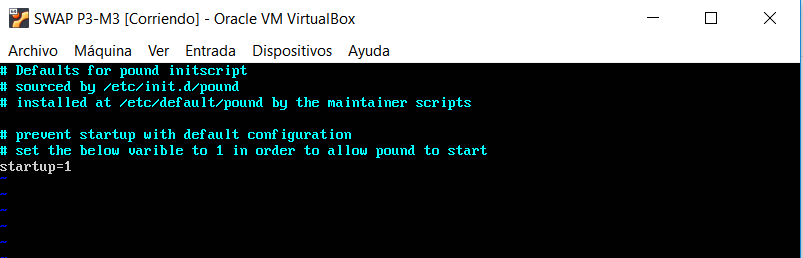 SWAP P3-M3 [Corriendo] - Oracle VM VirtualBox
Archivo Máquina Ver Entrada Dispositivos Ayuda
# Defaults for pound initscript
# sourced by /etc/init.d/pound
# installed at /etc/default/pound by the maintainer scripts
# prevent startup with default configuration
# set the below varible to 1 in order to allow pound to start
startup=1
~
~
~
~
~